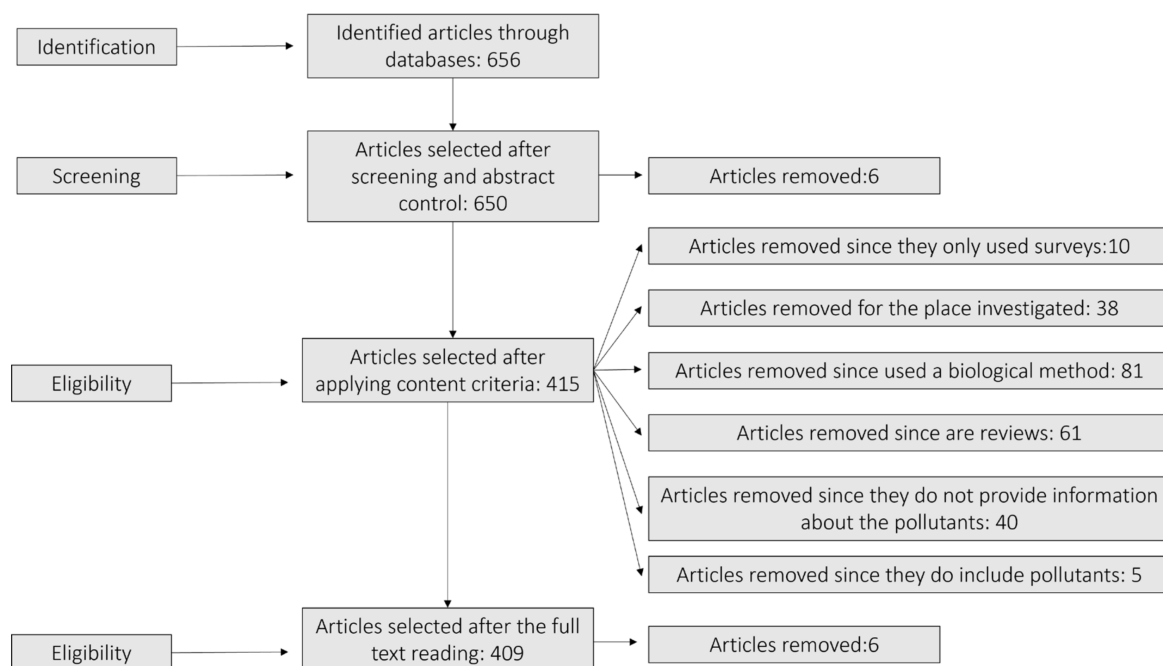 Identification
Identified articles through
databases: 656
Screening
Articles selected after
screening and abstract
control: 650
Articles removed:6
Articles removed since they only used surveys:10
Articles removed for the place investigated: 38
Eligibility
Articles selected after
applying content criteria: 415
Articles removed since used a biological method: 81
Articles removed since are reviews: 61
Articles removed since they do not provide information
about the pollutants: 40
Articles removed since they do include pollutants: 5
Eligibility
Articles selected after the full
text reading: 409
Articles removed:6